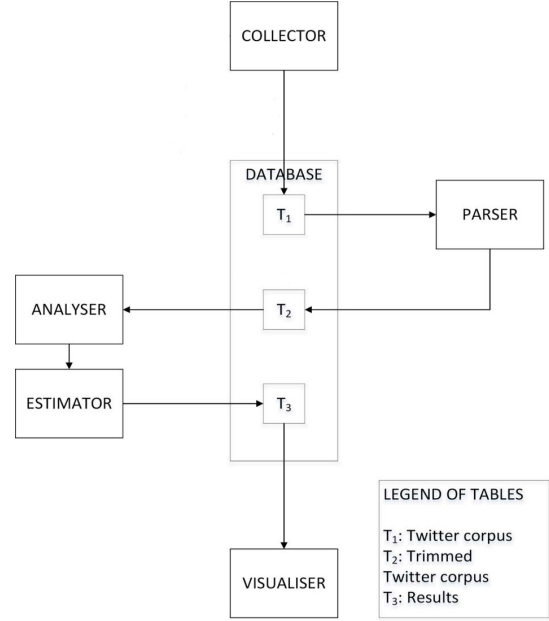 COLLECTOR
DATABASE
T₁
PARSER
ANALYSER
T₂
ESTIMATOR
T₃
LEGEND OF TABLES
T₁: Twitter corpus
T₂: Trimmed
Twitter corpus
T₃: Results
VISUALISER